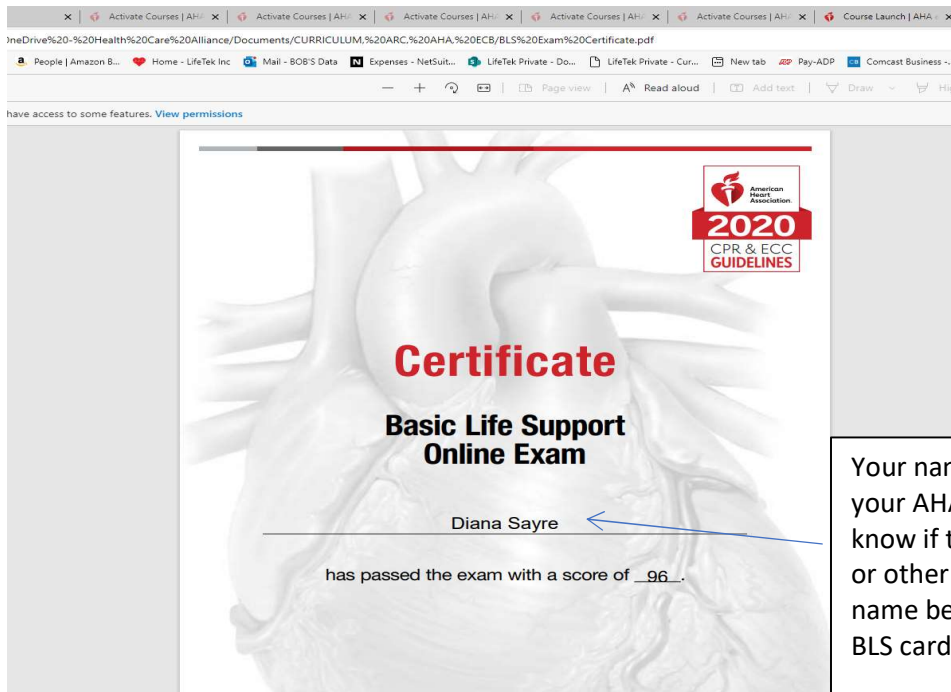 Activate Courses | AHA Activate Courses | AHA Activate Courses | AHA Activate Courses | AHA Activate Courses | AHA Course Launch | AHA
OneDrive%20-%20Health%20Care%20Alliance/Documents/CURRICULUM,%20ARC,%20AHA,%20ECB/BLS%20Exam%20Certificate.pdf
People | Amazon B... Home - LifeTek Inc Mail - BOB'S Data Expenses - NetSuit... LifeTek Private - Do... LifeTek Private - Cur... New tab Pay-ADP Comcast Business -
Page view Read aloud Add text Draw
have access to some features. View permissions
American
Heart
Association.
2020
CPR & ECC
GUIDELINES
Certificate
Basic Life Support
Online Exam
Diana Sayre
has passed the exam with a score of 96.
Your
your
know if
or other
name
BLS card